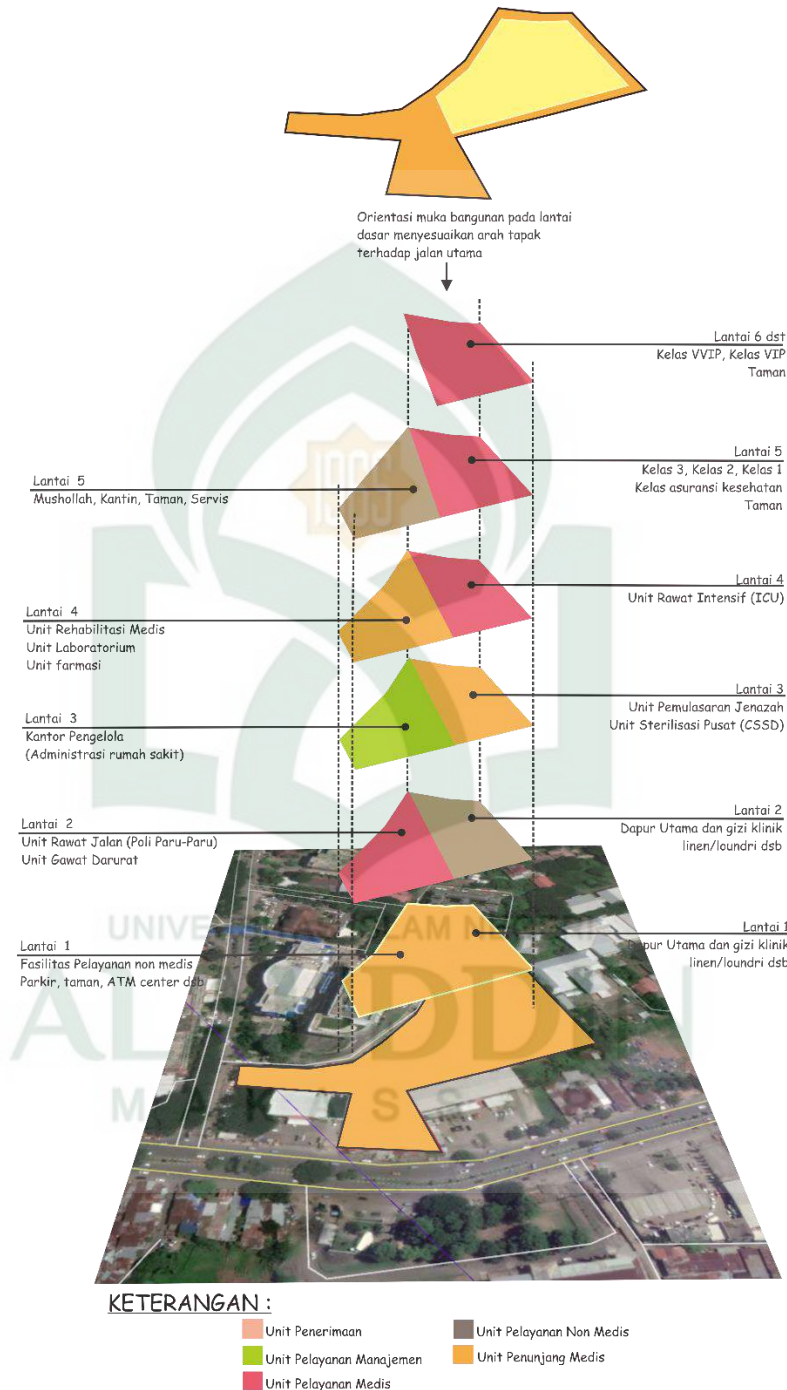 Orientasi muka bangunan pada lantai
dasar menyesuaikan arah tapak
terhadap jalan utama
Lantai 6 dst
Kelas VVIP, Kelas VIP
Taman
Lantai 5
Mushollah, Kantin, Taman, Servis
Lantai 5
Kelas 3, Kelas 2, Kelas 1
Kelas asuransi kesehatan
Taman
1965
Lantai 4
Unit Rehabilitasi Medis
Unit Laboratorium
Unit farmasi
Lantai 4
Unit Rawat Intensif (ICU)
Lantai 3
Kantor Pengelola
(Administrasi rumah sakit)
Lantai 3
Unit Pemulasaran Jenazah
Unit Sterilisasi Pusat (CSSD)
Lantai 2
Unit Rawat Jalan (Poli Paru-Paru)
Unit Gawat Darurat
Lantai 2
Dapur Utama dan gizi klinik
linen/loundri dsb
Lantai 1
Fasilitas Pelayanan non medis
Parkir, taman, ATM center dsb
Lantai 1
Dapur Utama dan gizi klinik
linen/loundri dsb
KETERANGAN :
Unit Penerimaan
Unit Pelayanan Non Medis
Unit Pelayanan Manajemen
Unit Penunjang Medis
Unit Pelayanan Medis